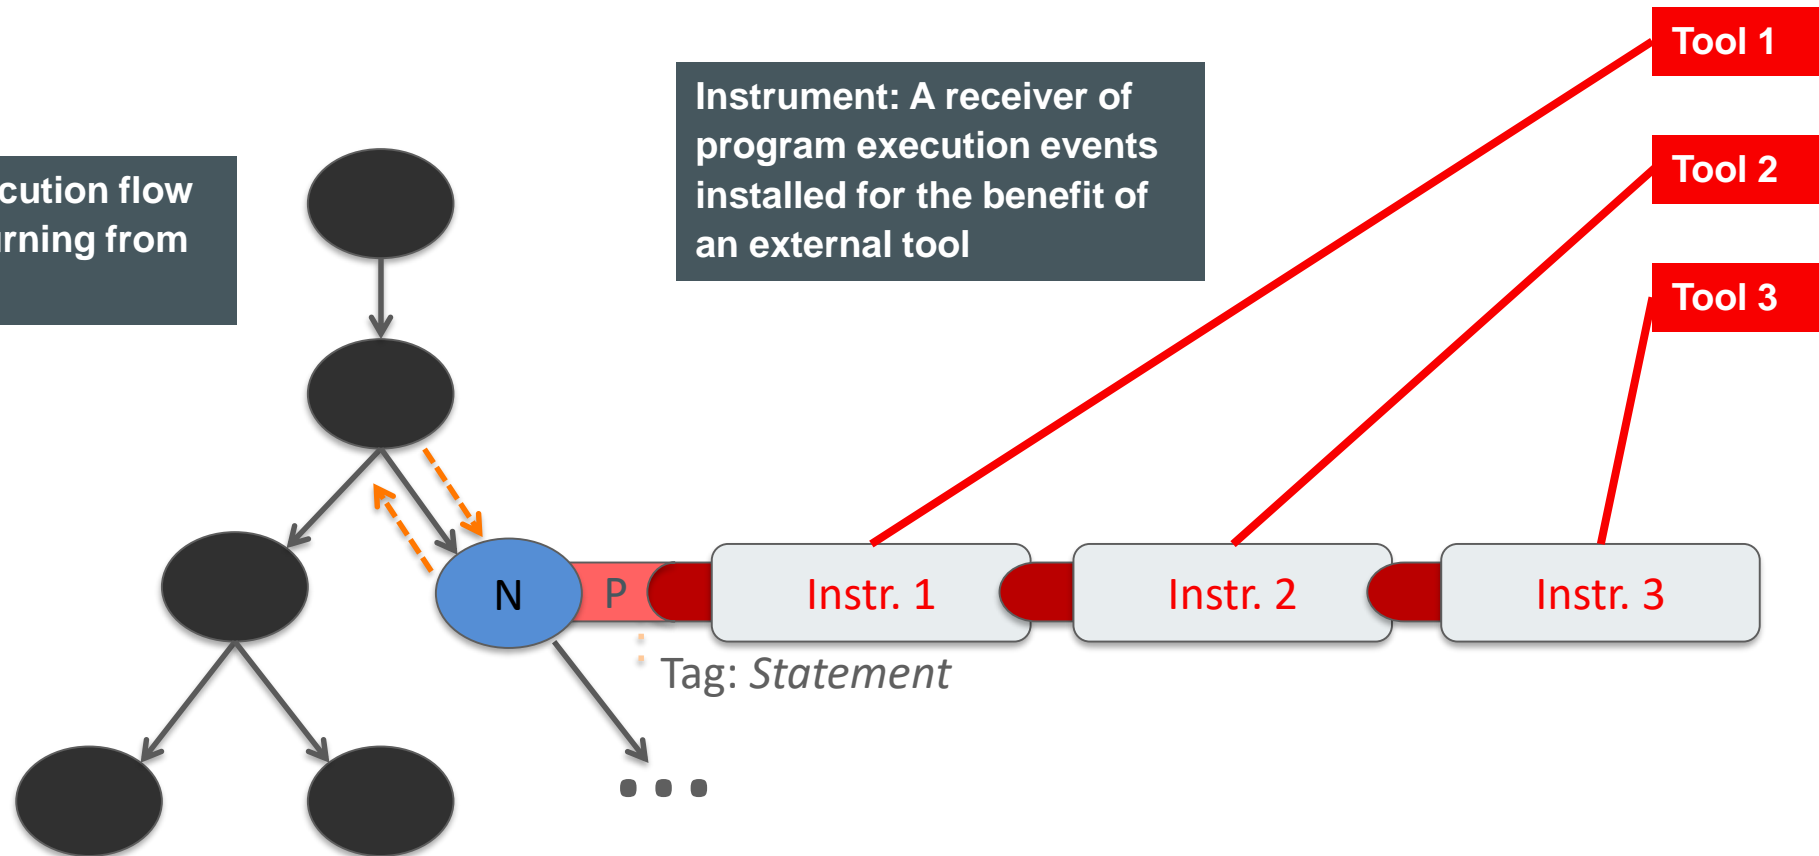 Tool 1
Instrument: A receiver of
program execution events
installed for the benefit of
an external tool
Tool 2
cution flow
urning from
Tool 3
N
P
Instr. 1
Instr. 2
Instr. 3
Tag: Statement
...